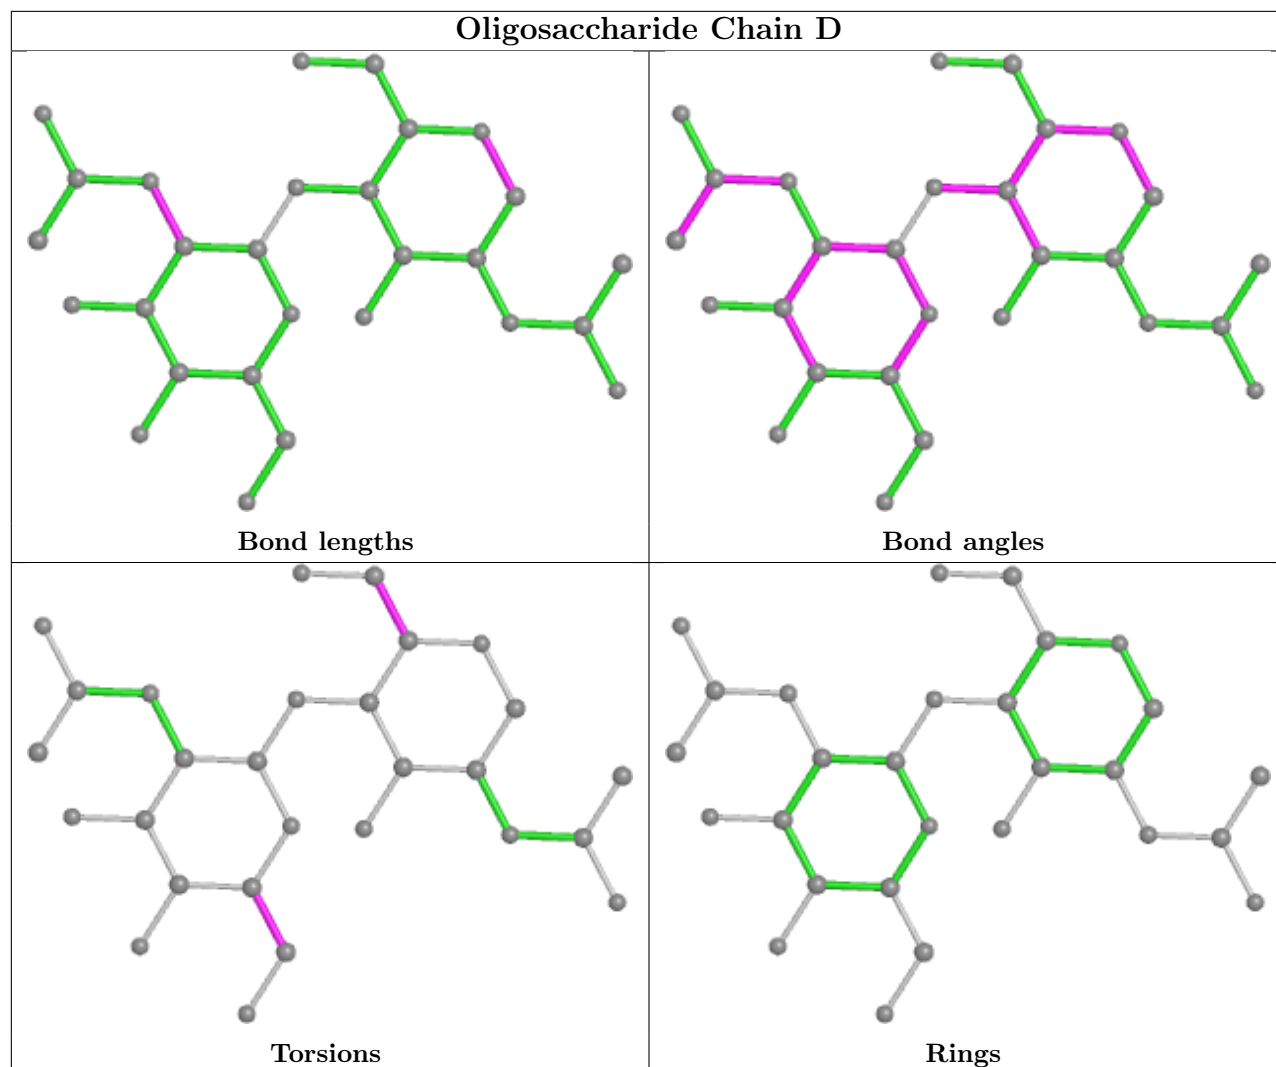 Oligosaccharide Chain D
Bond lengths
Bond angles
Torsions
Rings